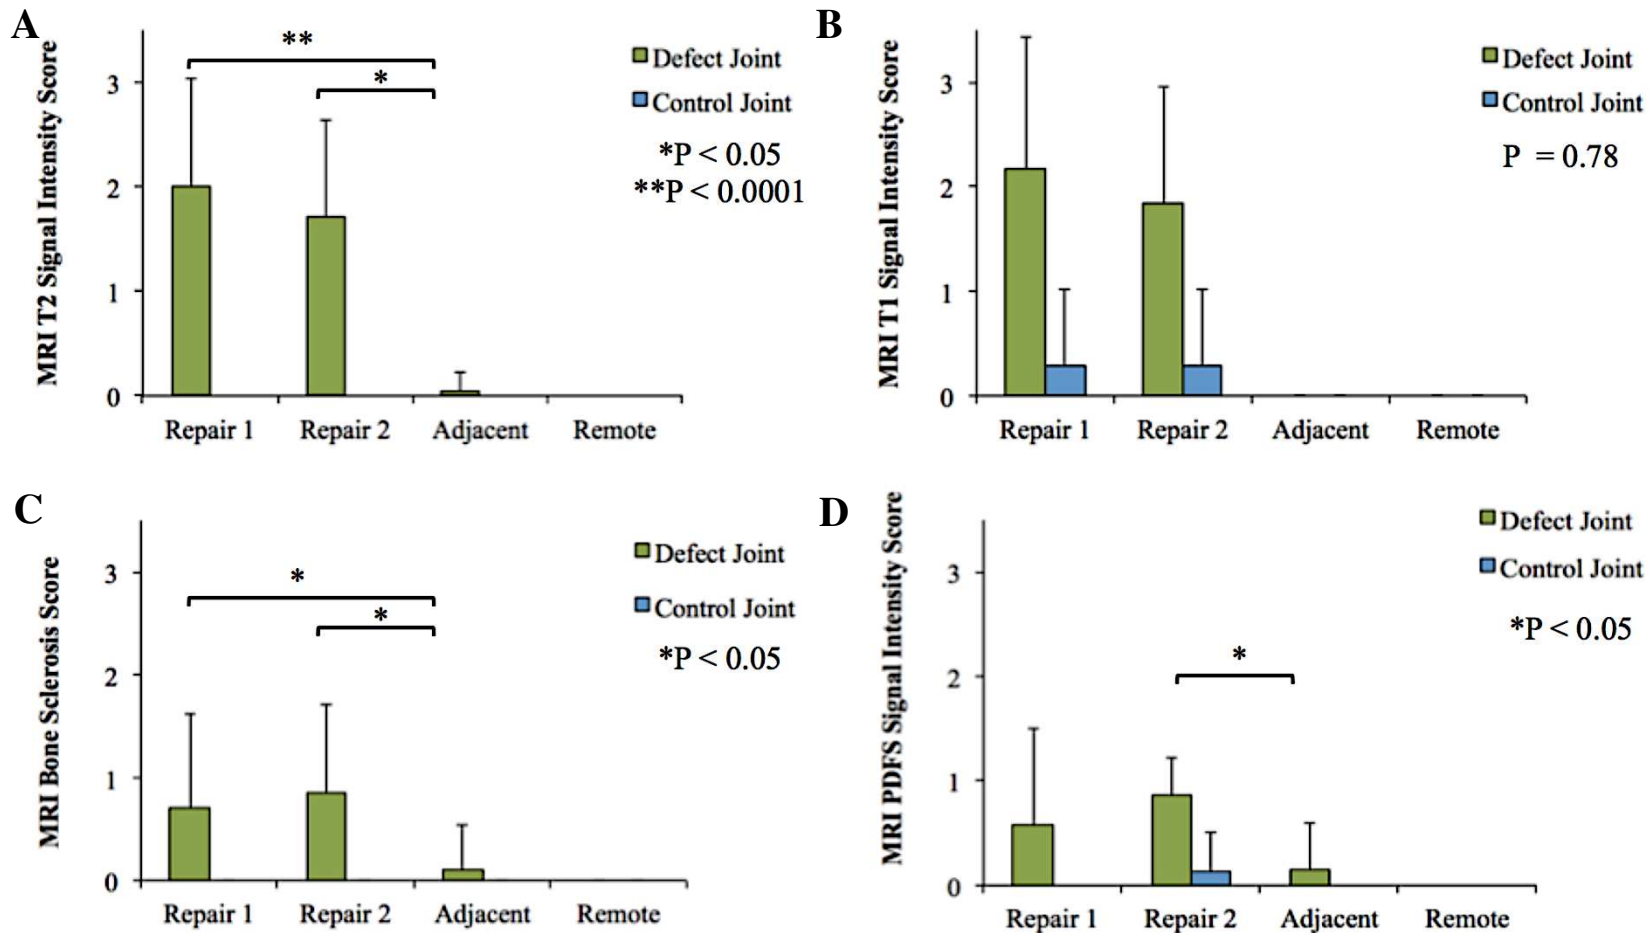 A
MRI T2 Signal Intensity Score
3
2
1
0
**
*
Defect Joint
Control Joint
*P < 0.05
**P < 0.0001
Repair 1 Repair 2 Adjacent Remote
B
MRI T1 Signal Intensity Score
3
2
1
0
Defect Joint
Control Joint
P = 0.78
Repair 1 Repair 2 Adjacent Remote
C
MRI Bone Sclerosis Score
3
2
1
0
*
*
Defect Joint
Control Joint
*P < 0.05
Repair 1 Repair 2 Adjacent Remote
D
MRI PDFS Signal Intensity Score
3
2
1
0
*
Defect Joint
Control Joint
*P < 0.05
Repair 1 Repair 2 Adjacent Remote